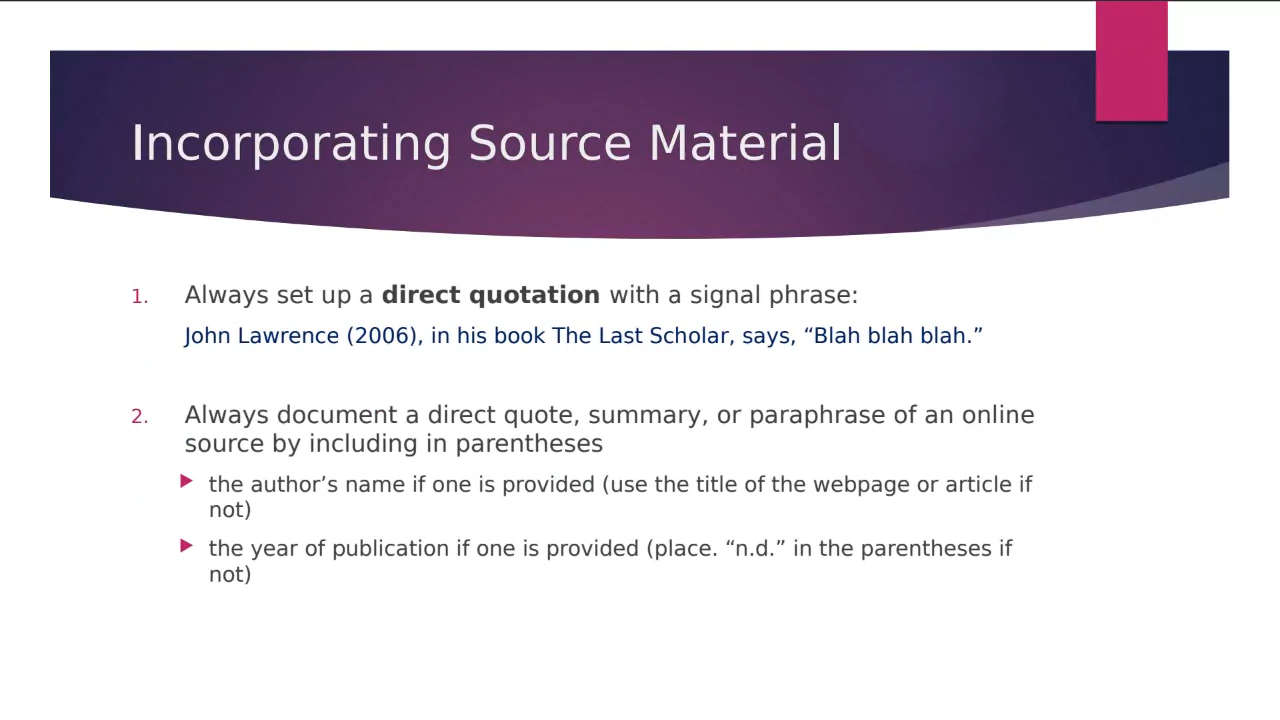 Incorporating Source Material
1. Always set up a direct quotation with a signal phrase:
John Lawrence (2006), in his book The Last Scholar, says, “Blah blah blah.”
2. Always document a direct quote, summary, or paraphrase of an online
source by including in parentheses
the author’s name if one is provided (use the title of the webpage or article if
not)
the year of publication if one is provided (place. “n.d.” in the parentheses if
not)